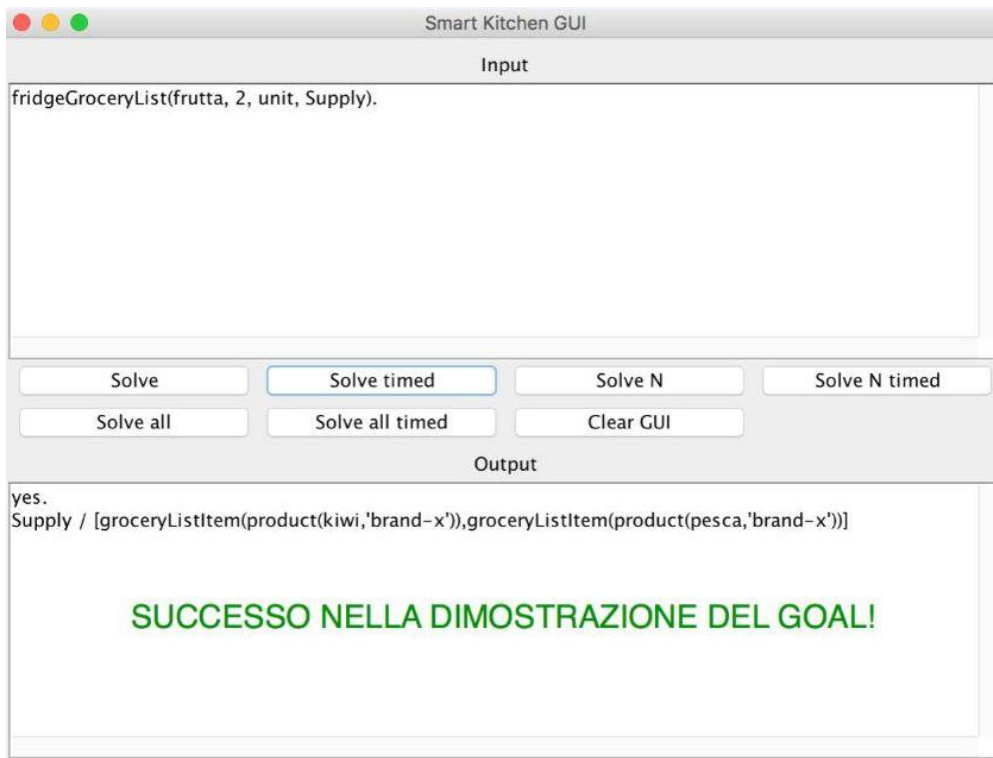 Smart Kitchen GUI
Input
fridgeGroceryList(frutta, 2, unit, Supply).
Solve
Solve timed
Solve N
Solve N timed
Solve all
Solve all timed
Clear GUI
Output
yes.
Supply / [groceryListItem(product(kiwi,'brand-x')),groceryListItem(product(pesca,'brand-x'))]
SUCCESSO NELLA DIMOSTRAZIONE DEL GOAL!